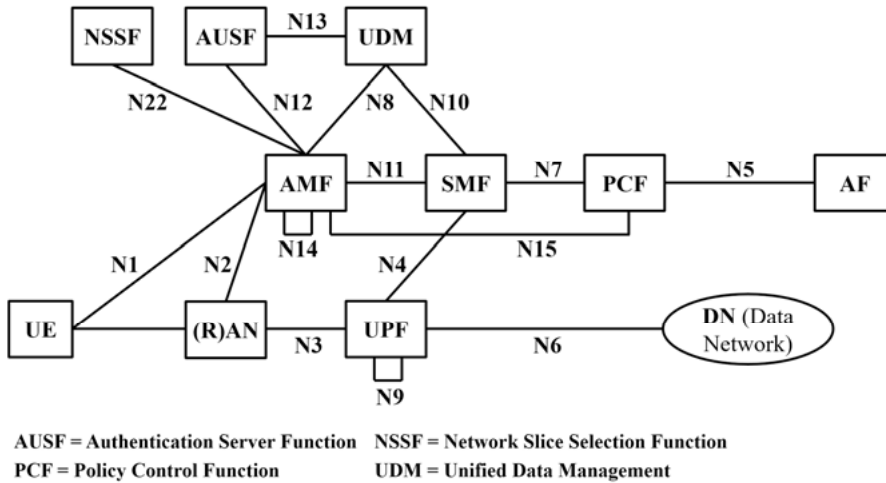 NSSF
AUSF
N13
UDM
N22
N12
N8
N10
AMF
N11
SMF
N7
PCF
N5
AF
N14
N15
N1
N2
N4
UE
(R)AN
N3
UPF
N6
DN (Data
Network)
N9
AUSF = Authentication Server Function
NSSF = Network Slice Selection Function
PCF = Policy Control Function
UDM = Unified Data Management